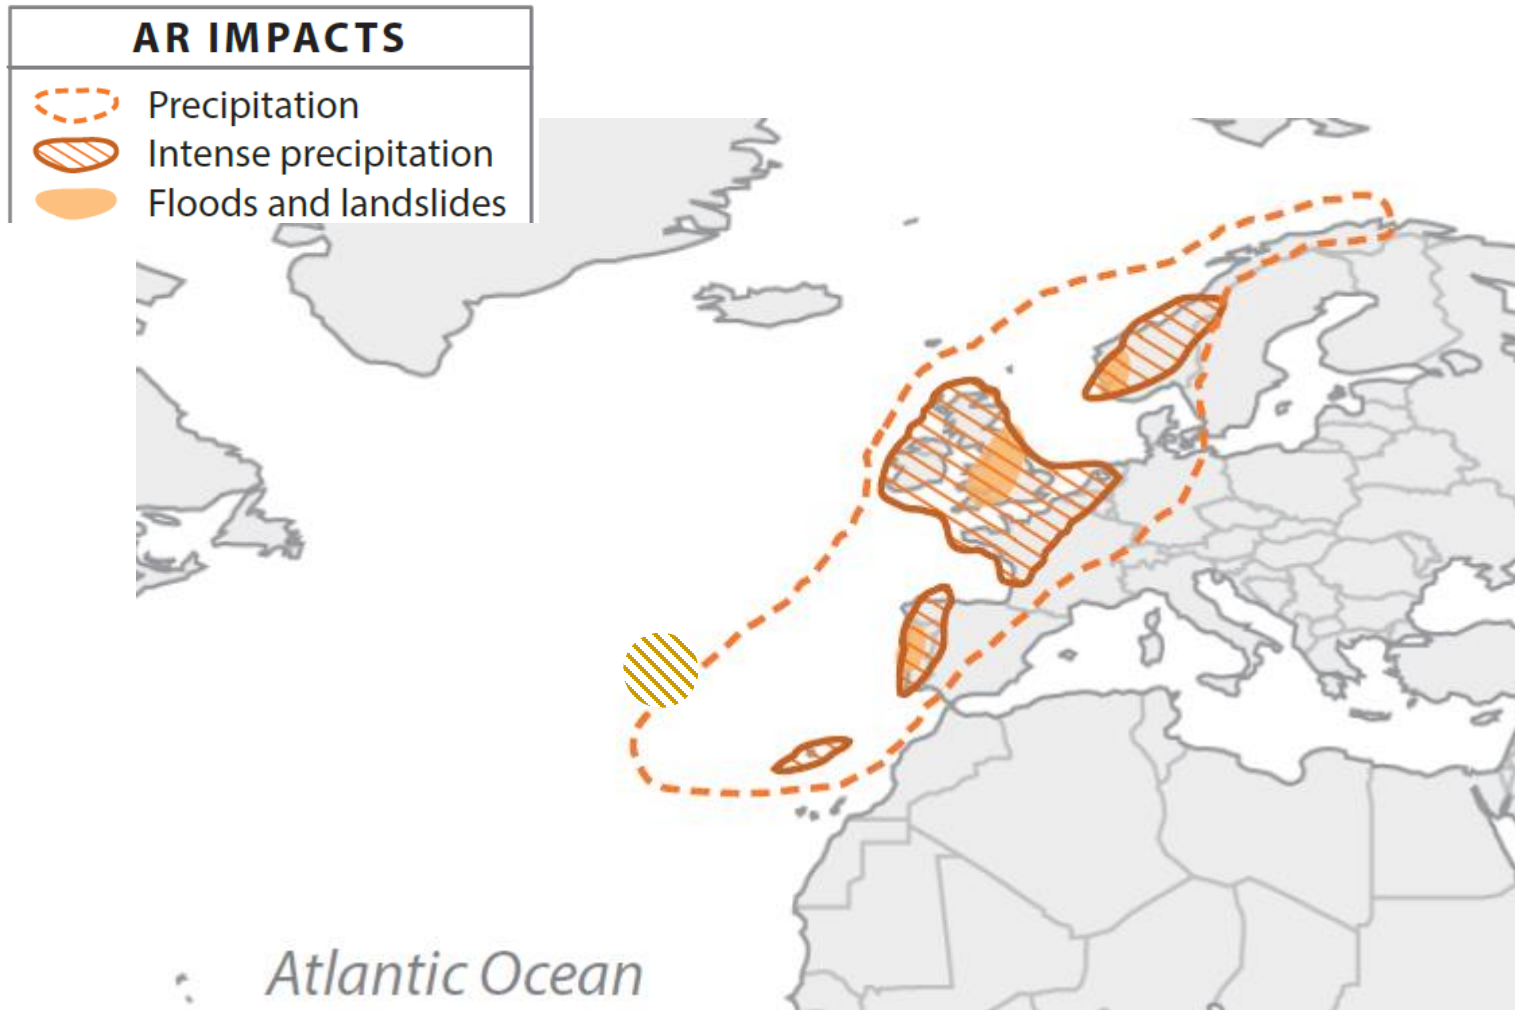 AR IMPACTS
Precipitation
Intense precipitation
Floods and landslides
Atlantic Ocean